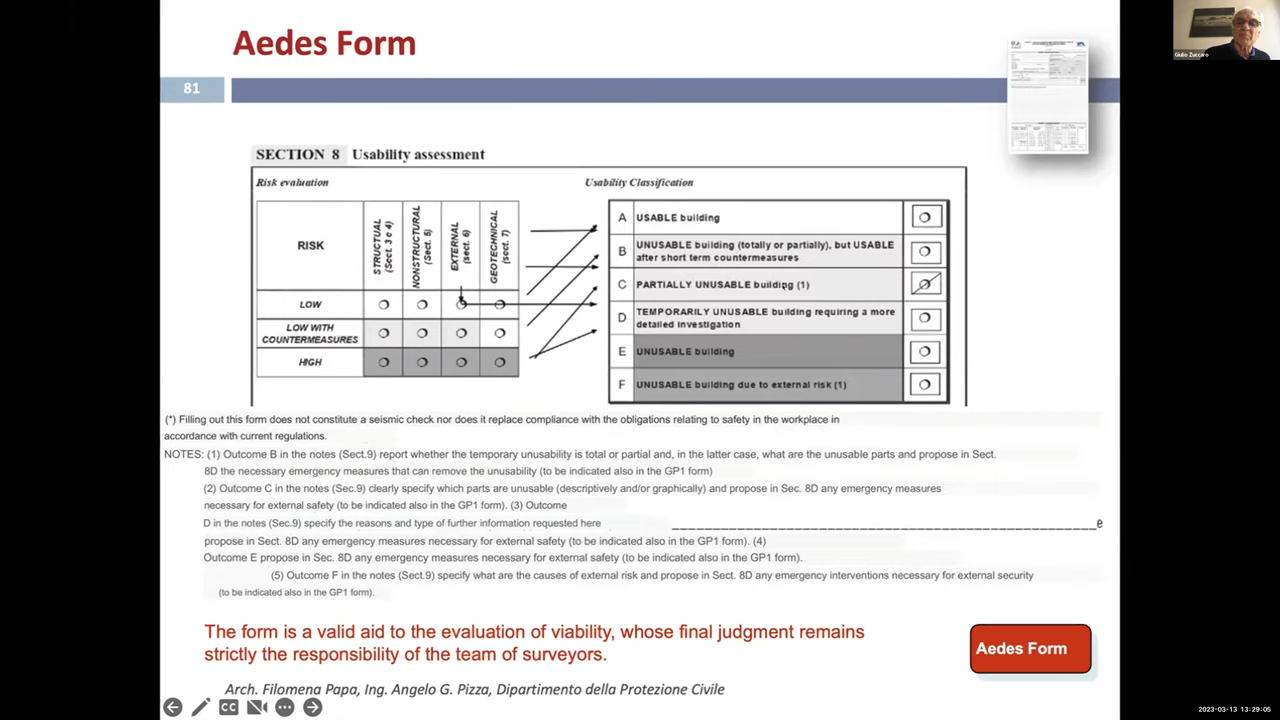 Aedes Form
Giulio Zuccaro
81
SECTION 8 Usability assessment
Risk evaluation
Usability Classification
RISK
STRUCTUAL (Sect. 3 e 4)
NONSTRUCTURAL (Sect. 5)
EXTERNAL (sect. 6)
GEOTECHNICAL (sect. 7)
LOW
LOW WITH
COUNTERMEASURES
HIGH
A USABLE building
B UNUSABLE building (totally or partially), but USABLE
after short term countermeasures
C PARTIALLY UNUSABLE building (1)
D TEMPORARILY UNUSABLE building requiring a more
detailed investigation
E UNUSABLE building
F UNUSABLE building due to external risk (1)
(*) Filling out this form does not constitute a seismic check nor does it replace compliance with the obligations relating to safety in the workplace in
accordance with current regulations.
NOTES: (1) Outcome B in the notes (Sect.9) report whether the temporary unusability is total or partial and, in the latter case, what are the unusable parts and propose in Sect.
8D the necessary emergency measures that can remove the unusability (to be indicated also in the GP1 form)
(2) Outcome C in the notes (Sec.9) clearly specify which parts are unusable (descriptively and/or graphically) and propose in Sec. 8D any emergency measures
necessary for external safety (to be indicated also in the GP1 form). (3) Outcome
D in the notes (Sec.9) specify the reasons and type of further information requested here e
propose in Sect. 8D any emergency measures necessary for external safety (to be indicated also in the GP1 form). (4)
Outcome E propose in Sec. 8D any emergency measures necessary for external safety (to be indicated also in the GP1 form).
(5) Outcome F in the notes (Sect.9) specify what are the causes of external risk and propose in Sect. 8D any emergency interventions necessary for external security
(to be indicated also in the GP1 form).
The form is a valid aid to the evaluation of viability, whose final judgment remains
strictly the responsibility of the team of surveyors.
Aedes Form
Arch. Filomena Papa, Ing. Angelo G. Pizza, Dipartimento della Protezione Civile
CC
2023-03-13 13:29:05